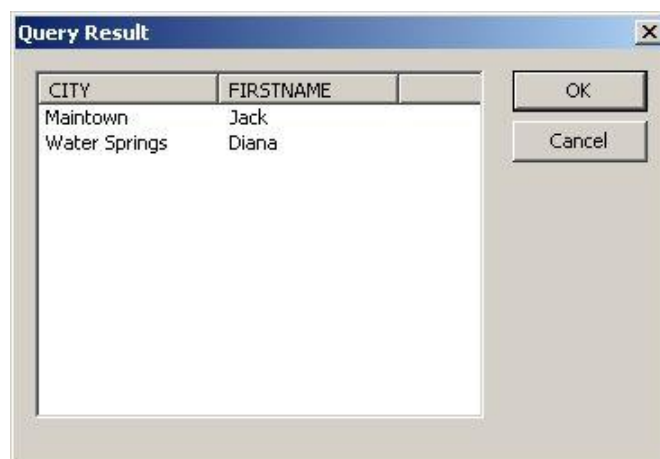 Query Result
CITY FIRSTNAME
Maintown Jack
Water Springs Diana
OK
Cancel